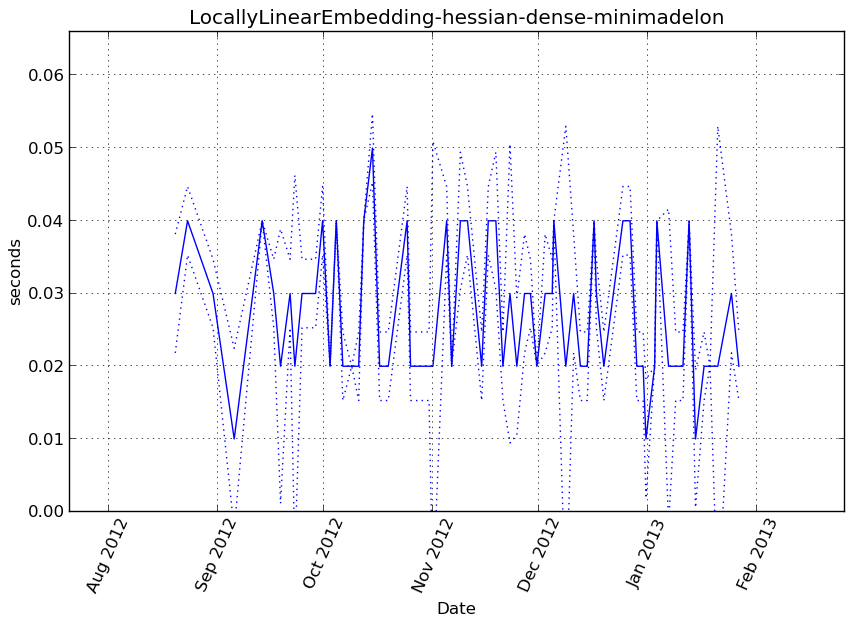 LocallyLinearEmbedding-hessian-dense-minimadelon
0.06
0.05
0.04
0.03
0.02
0.01
0.00
seconds
Aug 2012
Sep 2012
Oct 2012
Nov 2012
Dec 2012
Jan 2013
Feb 2013
Date